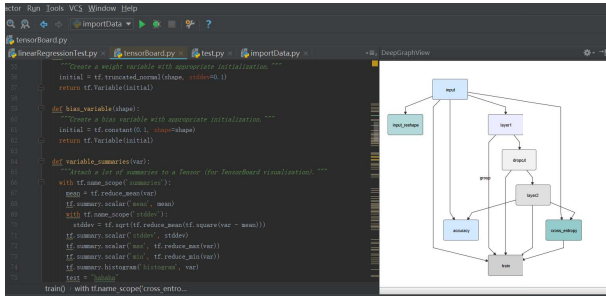 actor Run Tools VCS Window Help
importData
?
tensorBoard.py
linearRegressionTest.py × tensorBoard.py × test.py × importData.py ×
"""Create a weight variable with appropriate initialization."""
initial = tf.truncated_normal(shape, stddev=0.1)
return tf.Variable(initial)
def bias_variable(shape):
"""Create a bias variable with appropriate initialization."""
initial = tf.constant(0.1, shape=shape)
return tf.Variable(initial)
def variable_summaries(var):
"""Attach a lot of summaries to a Tensor (for TensorBoard visualization)."""
with tf.name_scope('summaries'):
mean = tf.reduce_mean(var)
tf.summary.scalar('mean', mean)
with tf.name_scope('stddev'):
stddev = tf.sqrt(tf.reduce_mean(tf.square(var - mean)))
tf.summary.scalar('stddev', stddev)
tf.summary.scalar('max', tf.reduce_max(var))
tf.summary.scalar('min', tf.reduce_min(var))
tf.summary.histogram('histogram', var)
test = "hahaha"
train() › with tf.name_scope('cross_entro...
DeepGraphView
input
input_reshape
layer1
dropout
group
layer2
accuracy
cross_entropy
train